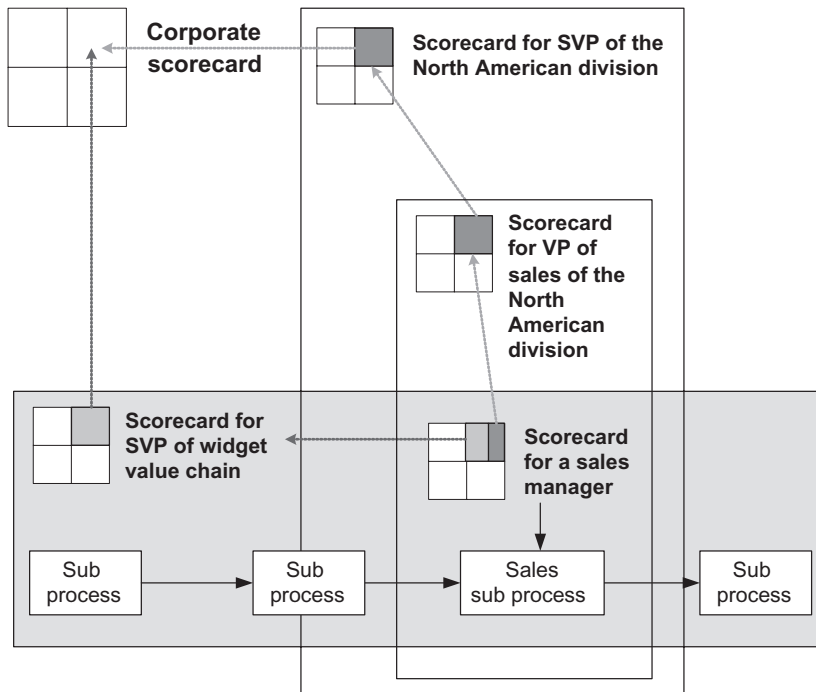 Corporate
scorecard
Scorecard for SVP of the
North American division
Scorecard
for VP of
sales of the
North
American
division
Scorecard for
SVP of widget
value chain
Scorecard
for a sales
manager
Sub
process
Sub
process
Sales
sub process
Sub
process